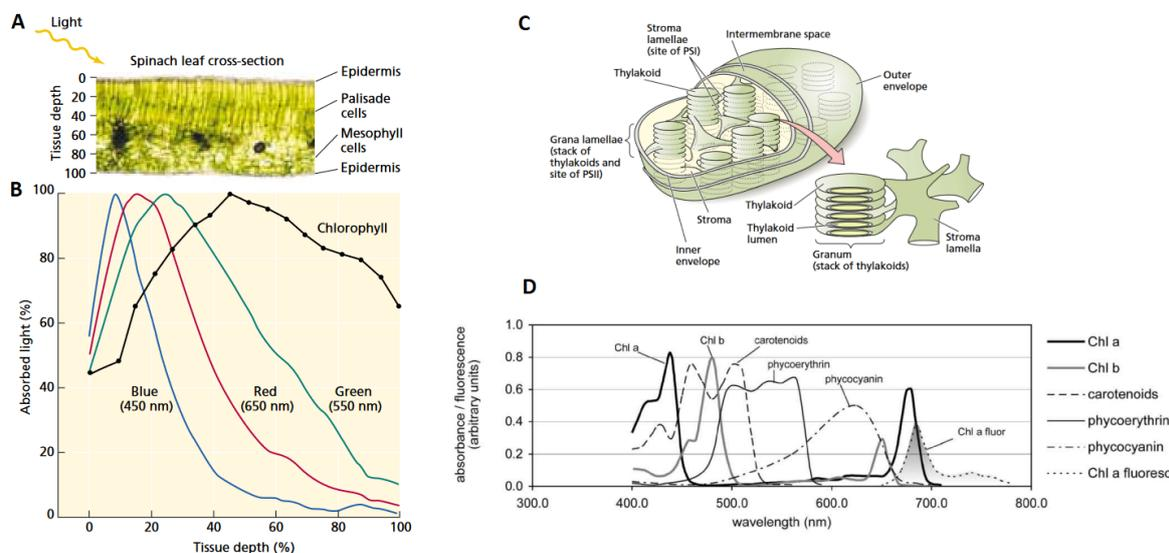 A
Light
Spinach leaf cross-section
Tissue depth
0
20
40
60
80
100
Epidermis
Palisade
cells
Mesophyll
cells
Epidermis
B
Absorbed light (%)
100
80
60
40
20
0
Chlorophyll
Blue
(450 nm)
Red
(650 nm)
Green
(550 nm)
0
20
40
60
80
100
Tissue depth (%)
C
Stroma
lamellae
(site of PSI)
Intermembrane space
Thylakoid
Outer
envelope
Grana lamellae
(stack of
thylakoids and
site of PSII)
Stroma
Inner
envelope
Thylakoid
Thylakoid
lumen
Granum
(stack of thylakoids)
Stroma
lamella
D
absorbance / fluorescence
(arbitrary units)
1.0
0.8
0.6
0.4
0.2
0.0
Chl a
Chl b
carotenoids
phycoerythrin
phycocyanin
Chl a fluor
300.0
400.0
500.0
600.0
700.0
800.0
wavelength (nm)
Chl a
Chl b
carotenoids
phycoerythrin
phycocyanin
Chl a fluoresc